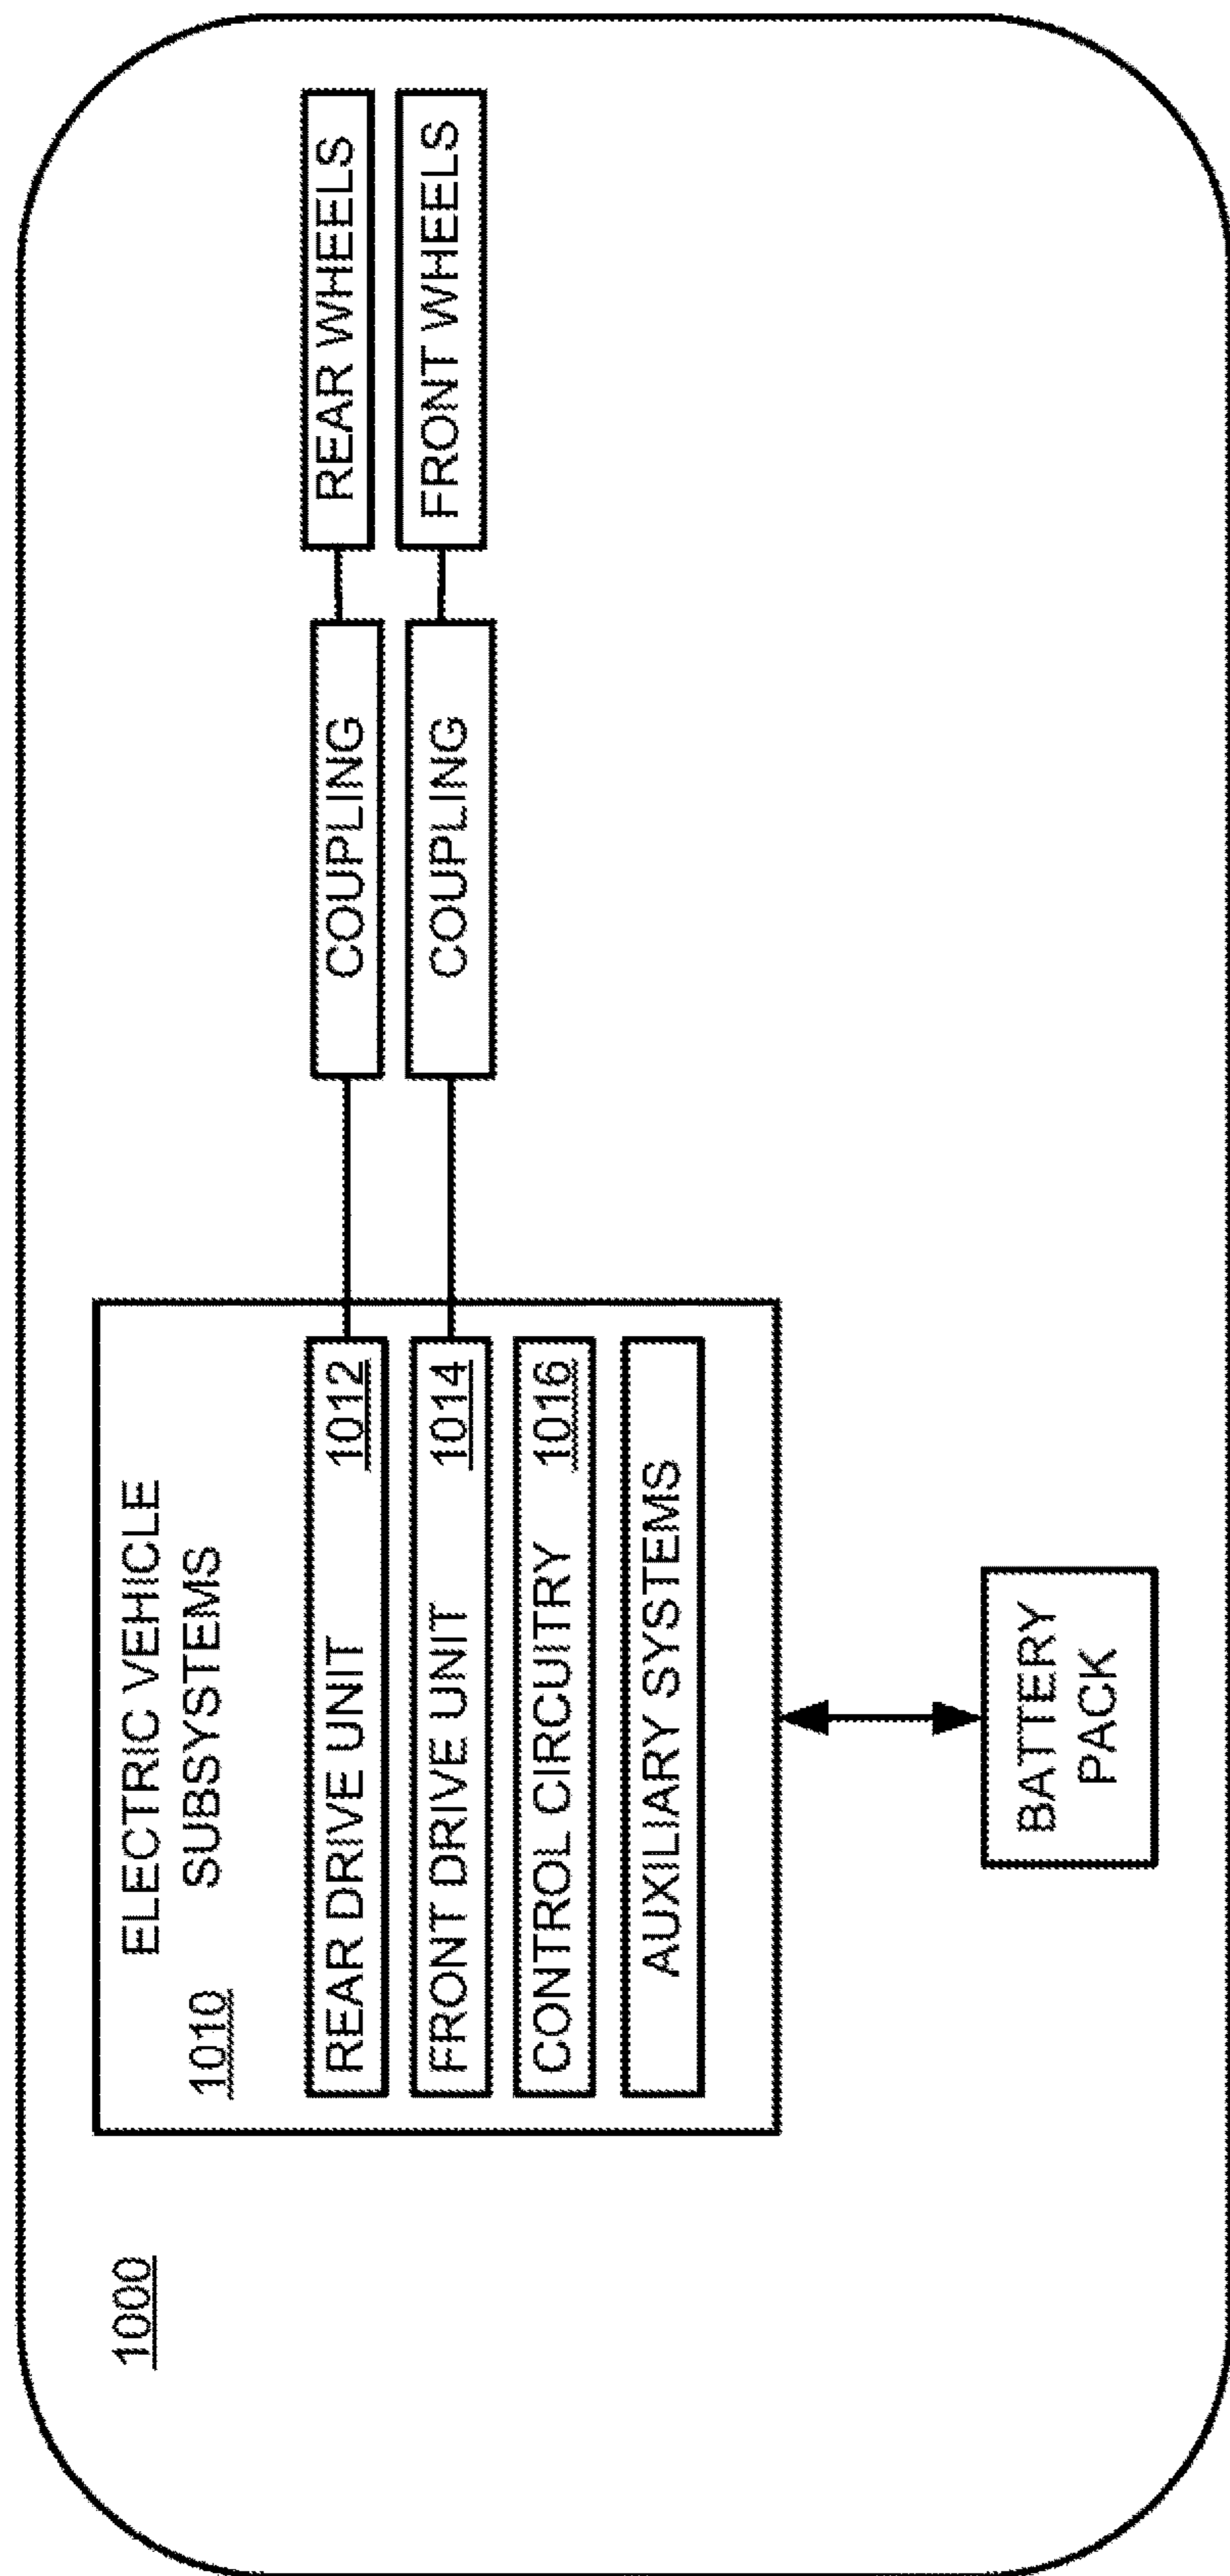 1000
ELECTRIC VEHICLE
1010 SUBSYSTEMS
REAR DRIVE UNIT 1012
COUPLING
REAR WHEELS
FRONT DRIVE UNIT 1014
COUPLING
FRONT WHEELS
CONTROL CIRCUITRY 1016
AUXILIARY SYSTEMS
BATTERY
PACK